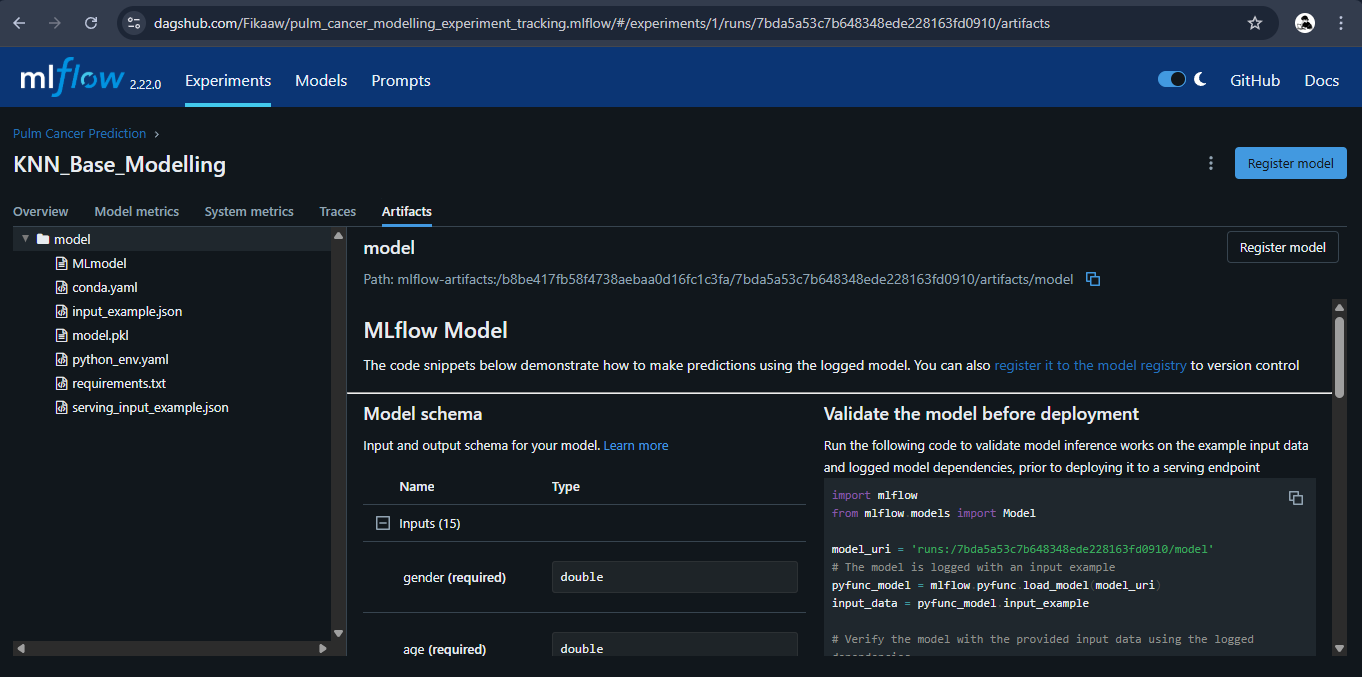 dagshub.com/Fikaaw/pulm_cancer_modelling_experiment_tracking.mlflow/#/experiments/1/runs/7bda5a53c7b648348ede228163fd0910/artifacts
mlflow 2.22.0 Experiments Models Prompts GitHub Docs
Pulm Cancer Prediction
KNN_Base_Modelling
Register model
Overview Model metrics System metrics Traces Artifacts
model
MLmodel
conda.yaml
input_example.json
model.pkl
python_env.yaml
requirements.txt
serving_input_example.json
model
Register model
Path: mlflow-artifacts:/b8be417fb58f4738aebaa0d16fc1c3fa/7bda5a53c7b648348ede228163fd0910/artifacts/model
MLflow Model
The code snippets below demonstrate how to make predictions using the logged model. You can also register it to the model registry to version control
Model schema
Input and output schema for your model. Learn more
Name Type
Inputs (15)
gender (required) double
age (required) double
Validate the model before deployment
Run the following code to validate model inference works on the example input data
and logged model dependencies, prior to deploying it to a serving endpoint
import mlflow
from mlflow.models import Model
model_uri = 'runs:/7bda5a53c7b648348ede228163fd0910/model'
# The model is logged with an input example
pyfunc_model = mlflow.pyfunc.load_model(model_uri)
input_data = pyfunc_model.input_example
# Verify the model with the provided input data using the logged